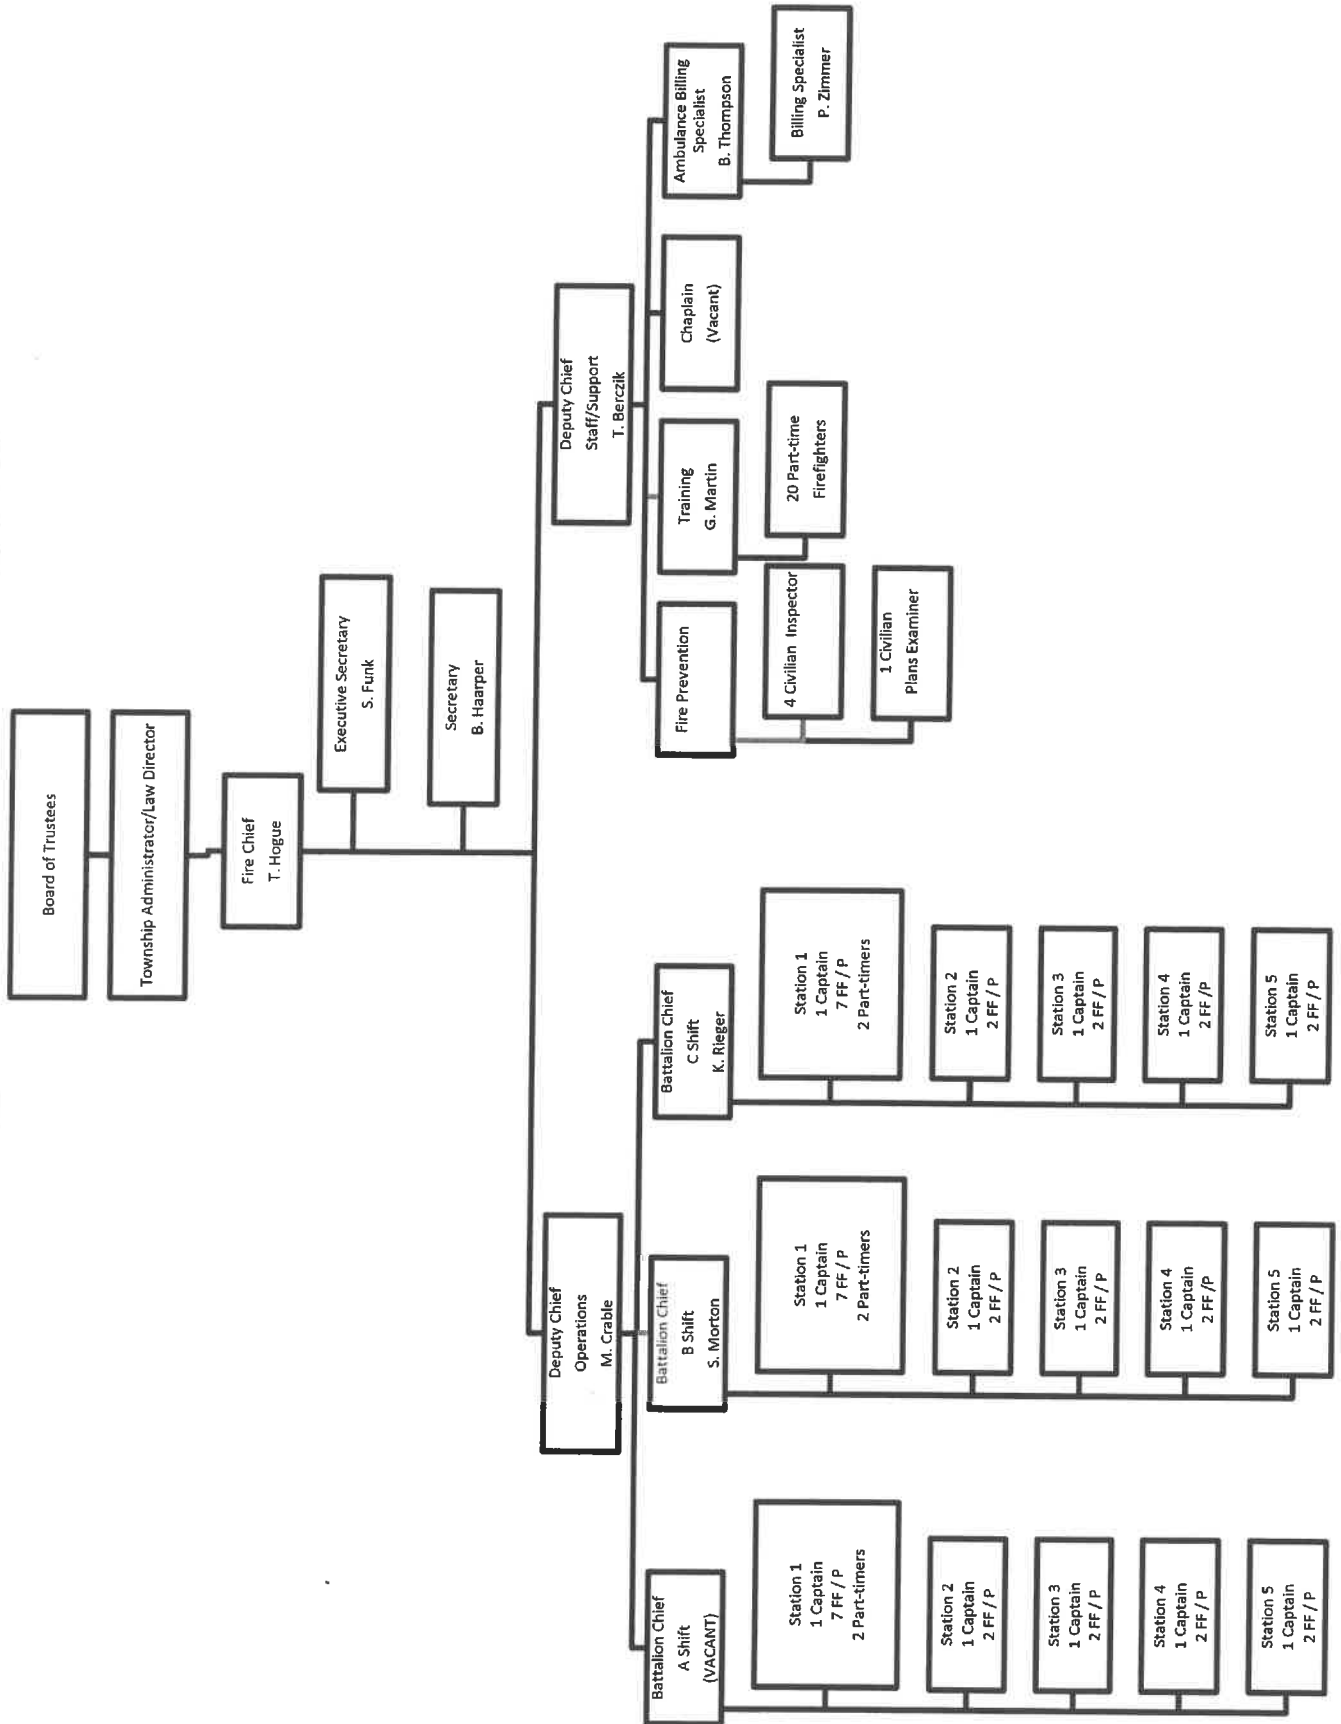 Board of Trustees
Township Administrator/Law Director
Fire Chief
T. Hogue
Executive Secretary
S. Funk
Secretary
B. Haarper
Deputy Chief
Operations
M. Crable
Deputy Chief
Staff/Support
T. Berczik
Battalion Chief
A Shift
(VACANT)
Station 1
1 Captain
7 FF / P
2 Part-timers
Station 2
1 Captain
2 FF / P
Station 3
1 Captain
2 FF / P
Station 4
1 Captain
2 FF / P
Station 5
1 Captain
2 FF / P
Battalion Chief
B Shift
S. Morton
Station 1
1 Captain
7 FF / P
2 Part-timers
Station 2
1 Captain
2 FF / P
Station 3
1 Captain
2 FF / P
Station 4
1 Captain
2 FF /P
Station 5
1 Captain
2 FF / P
Battalion Chief
C Shift
K. Rieger
Station 1
1 Captain
7 FF / P
2 Part-timers
Station 2
1 Captain
2 FF / P
Station 3
1 Captain
2 FF / P
Station 4
1 Captain
2 FF /P
Station 5
1 Captain
2 FF / P
Fire Prevention
4 Civilian Inspector
1 Civilian
Plans Examiner
Training
G. Martin
20 Part-time
Firefighters
Chaplain
(Vacant)
Ambulance Billing
Specialist
B. Thompson
Billing Specialist
P. Zimmer